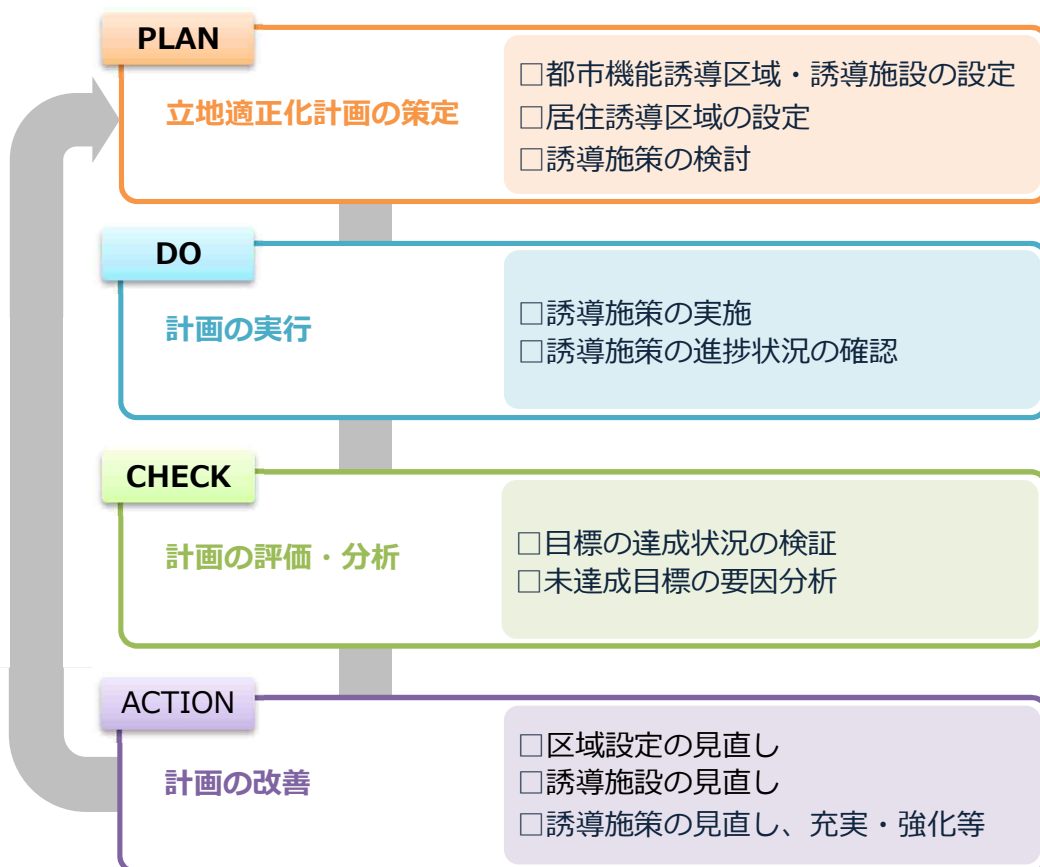 PLAN
立地適正化計画の策定
□都市機能誘導区域・誘導施設の設定
□居住誘導区域の設定
□誘導施策の検討
DO
計画の実行
□誘導施策の実施
□誘導施策の進捗状況の確認
CHECK
計画の評価・分析
□目標の達成状況の検証
□未達成目標の要因分析
ACTION
計画の改善
□区域設定の見直し
□誘導施設の見直し
□誘導施策の見直し、充実・強化等